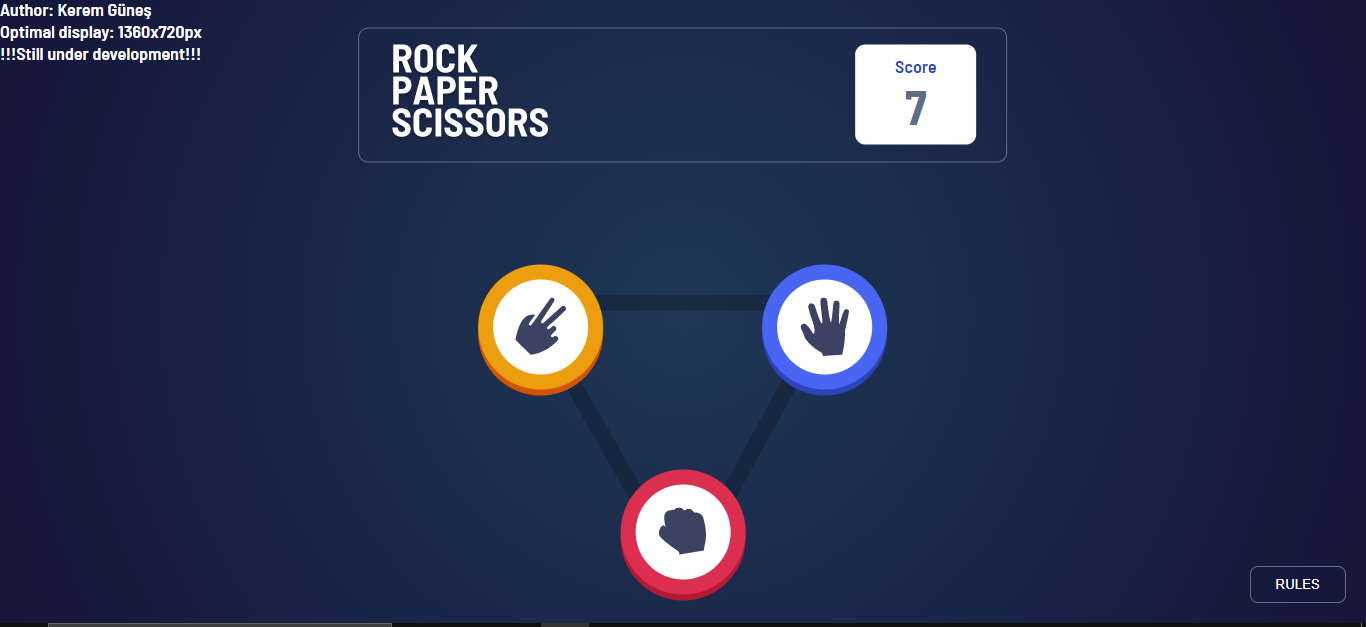 Author: Kerem Güneş
Optimal display: 1360x720px
!!!Still under development!!!
ROCK
PAPER
SCISSORS
Score
7
RULES